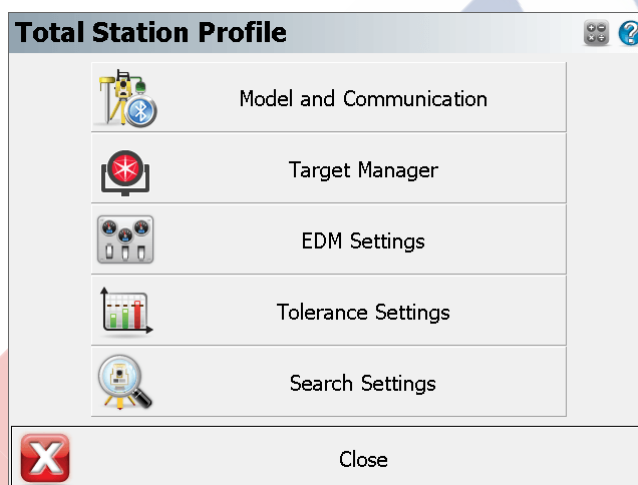 Total Station Profile
Model and Communication
Target Manager
EDM Settings
Tolerance Settings
Search Settings
Close